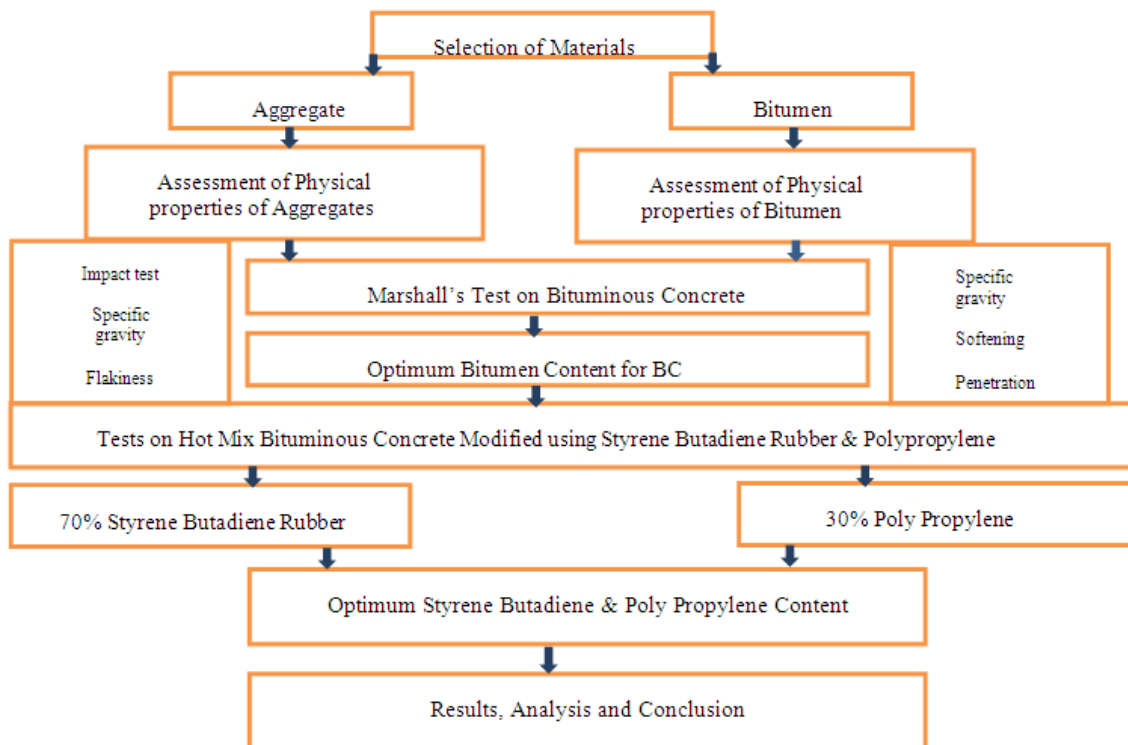 Selection of Materials
Aggregate
Bitumen
Assessment of Physical
properties of Aggregates
Assessment of Physical
properties of Bitumen
Impact test
Specific
gravity
Flakiness
Marshall’s Test on Bituminous Concrete
Optimum Bitumen Content for BC
Specific
gravity
Softening
Penetration
Tests on Hot Mix Bituminous Concrete Modified using Styrene Butadiene Rubber & Polypropylene
70% Styrene Butadiene Rubber
30% Poly Propylene
Optimum Styrene Butadiene & Poly Propylene Content
Results, Analysis and Conclusion